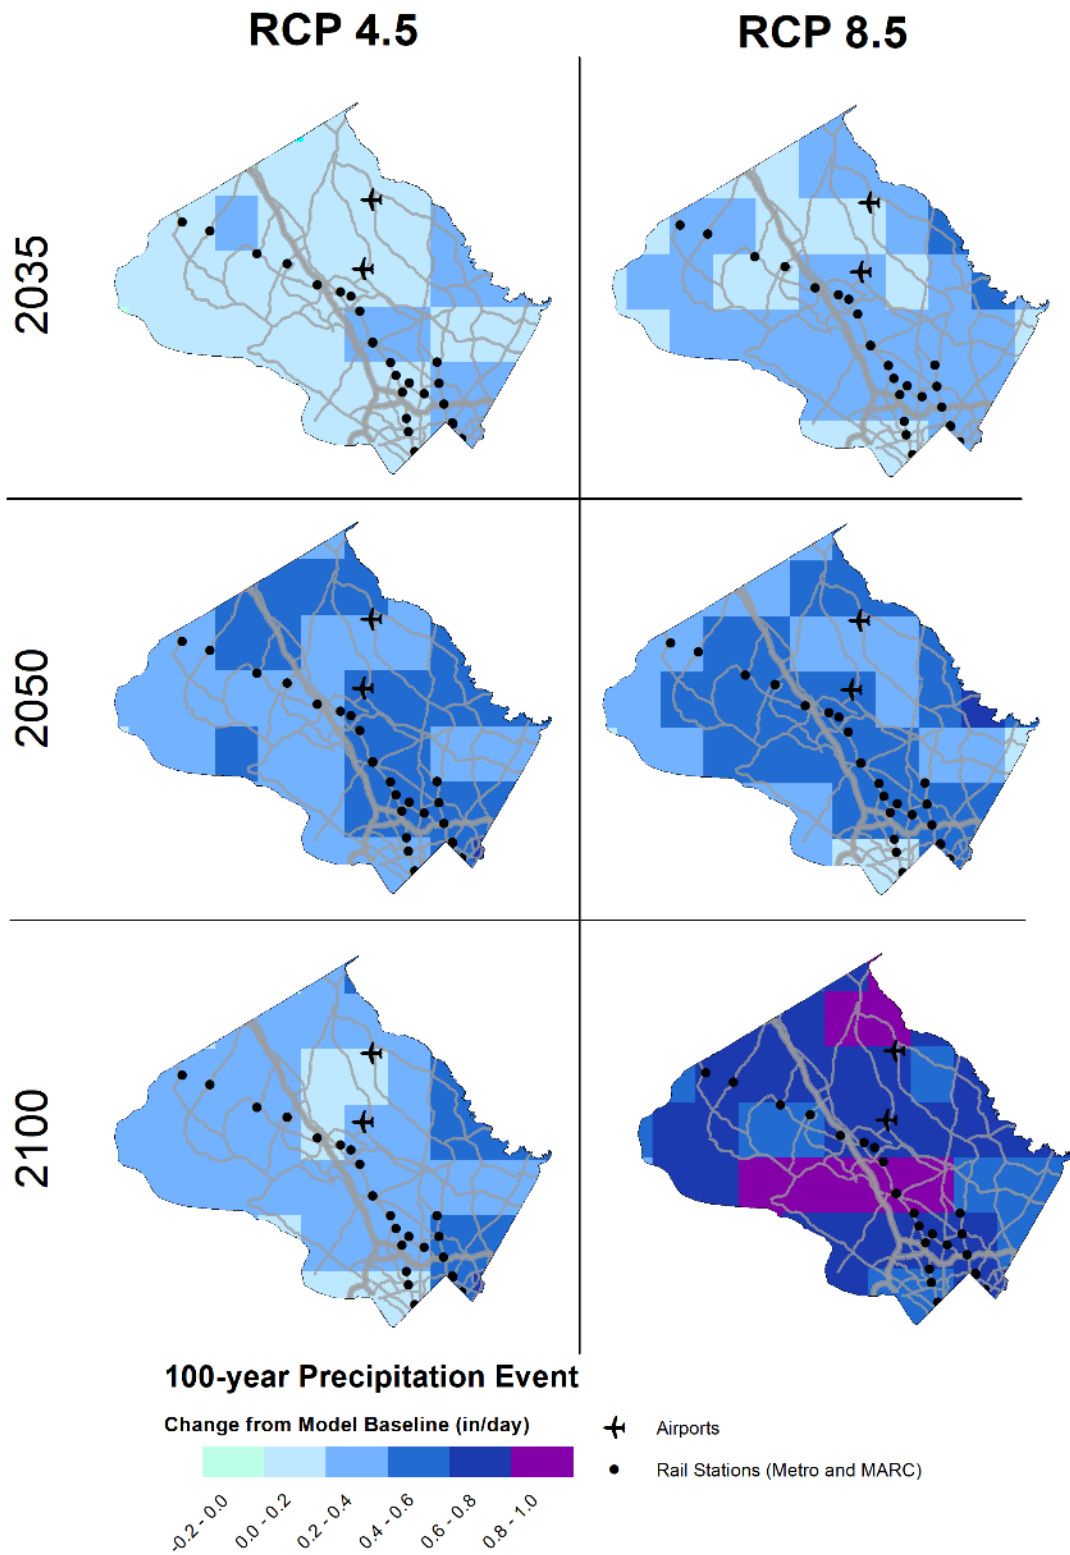 RCP 4.5
RCP 8.5
2035
2050
2100
100-year Precipitation Event
Change from Model Baseline (in/day)
-0.2 - 0.0
0.0 - 0.2
0.2 - 0.4
0.4 - 0.6
0.6 - 0.8
0.8 - 1.0
Airports
Rail Stations (Metro and MARC)